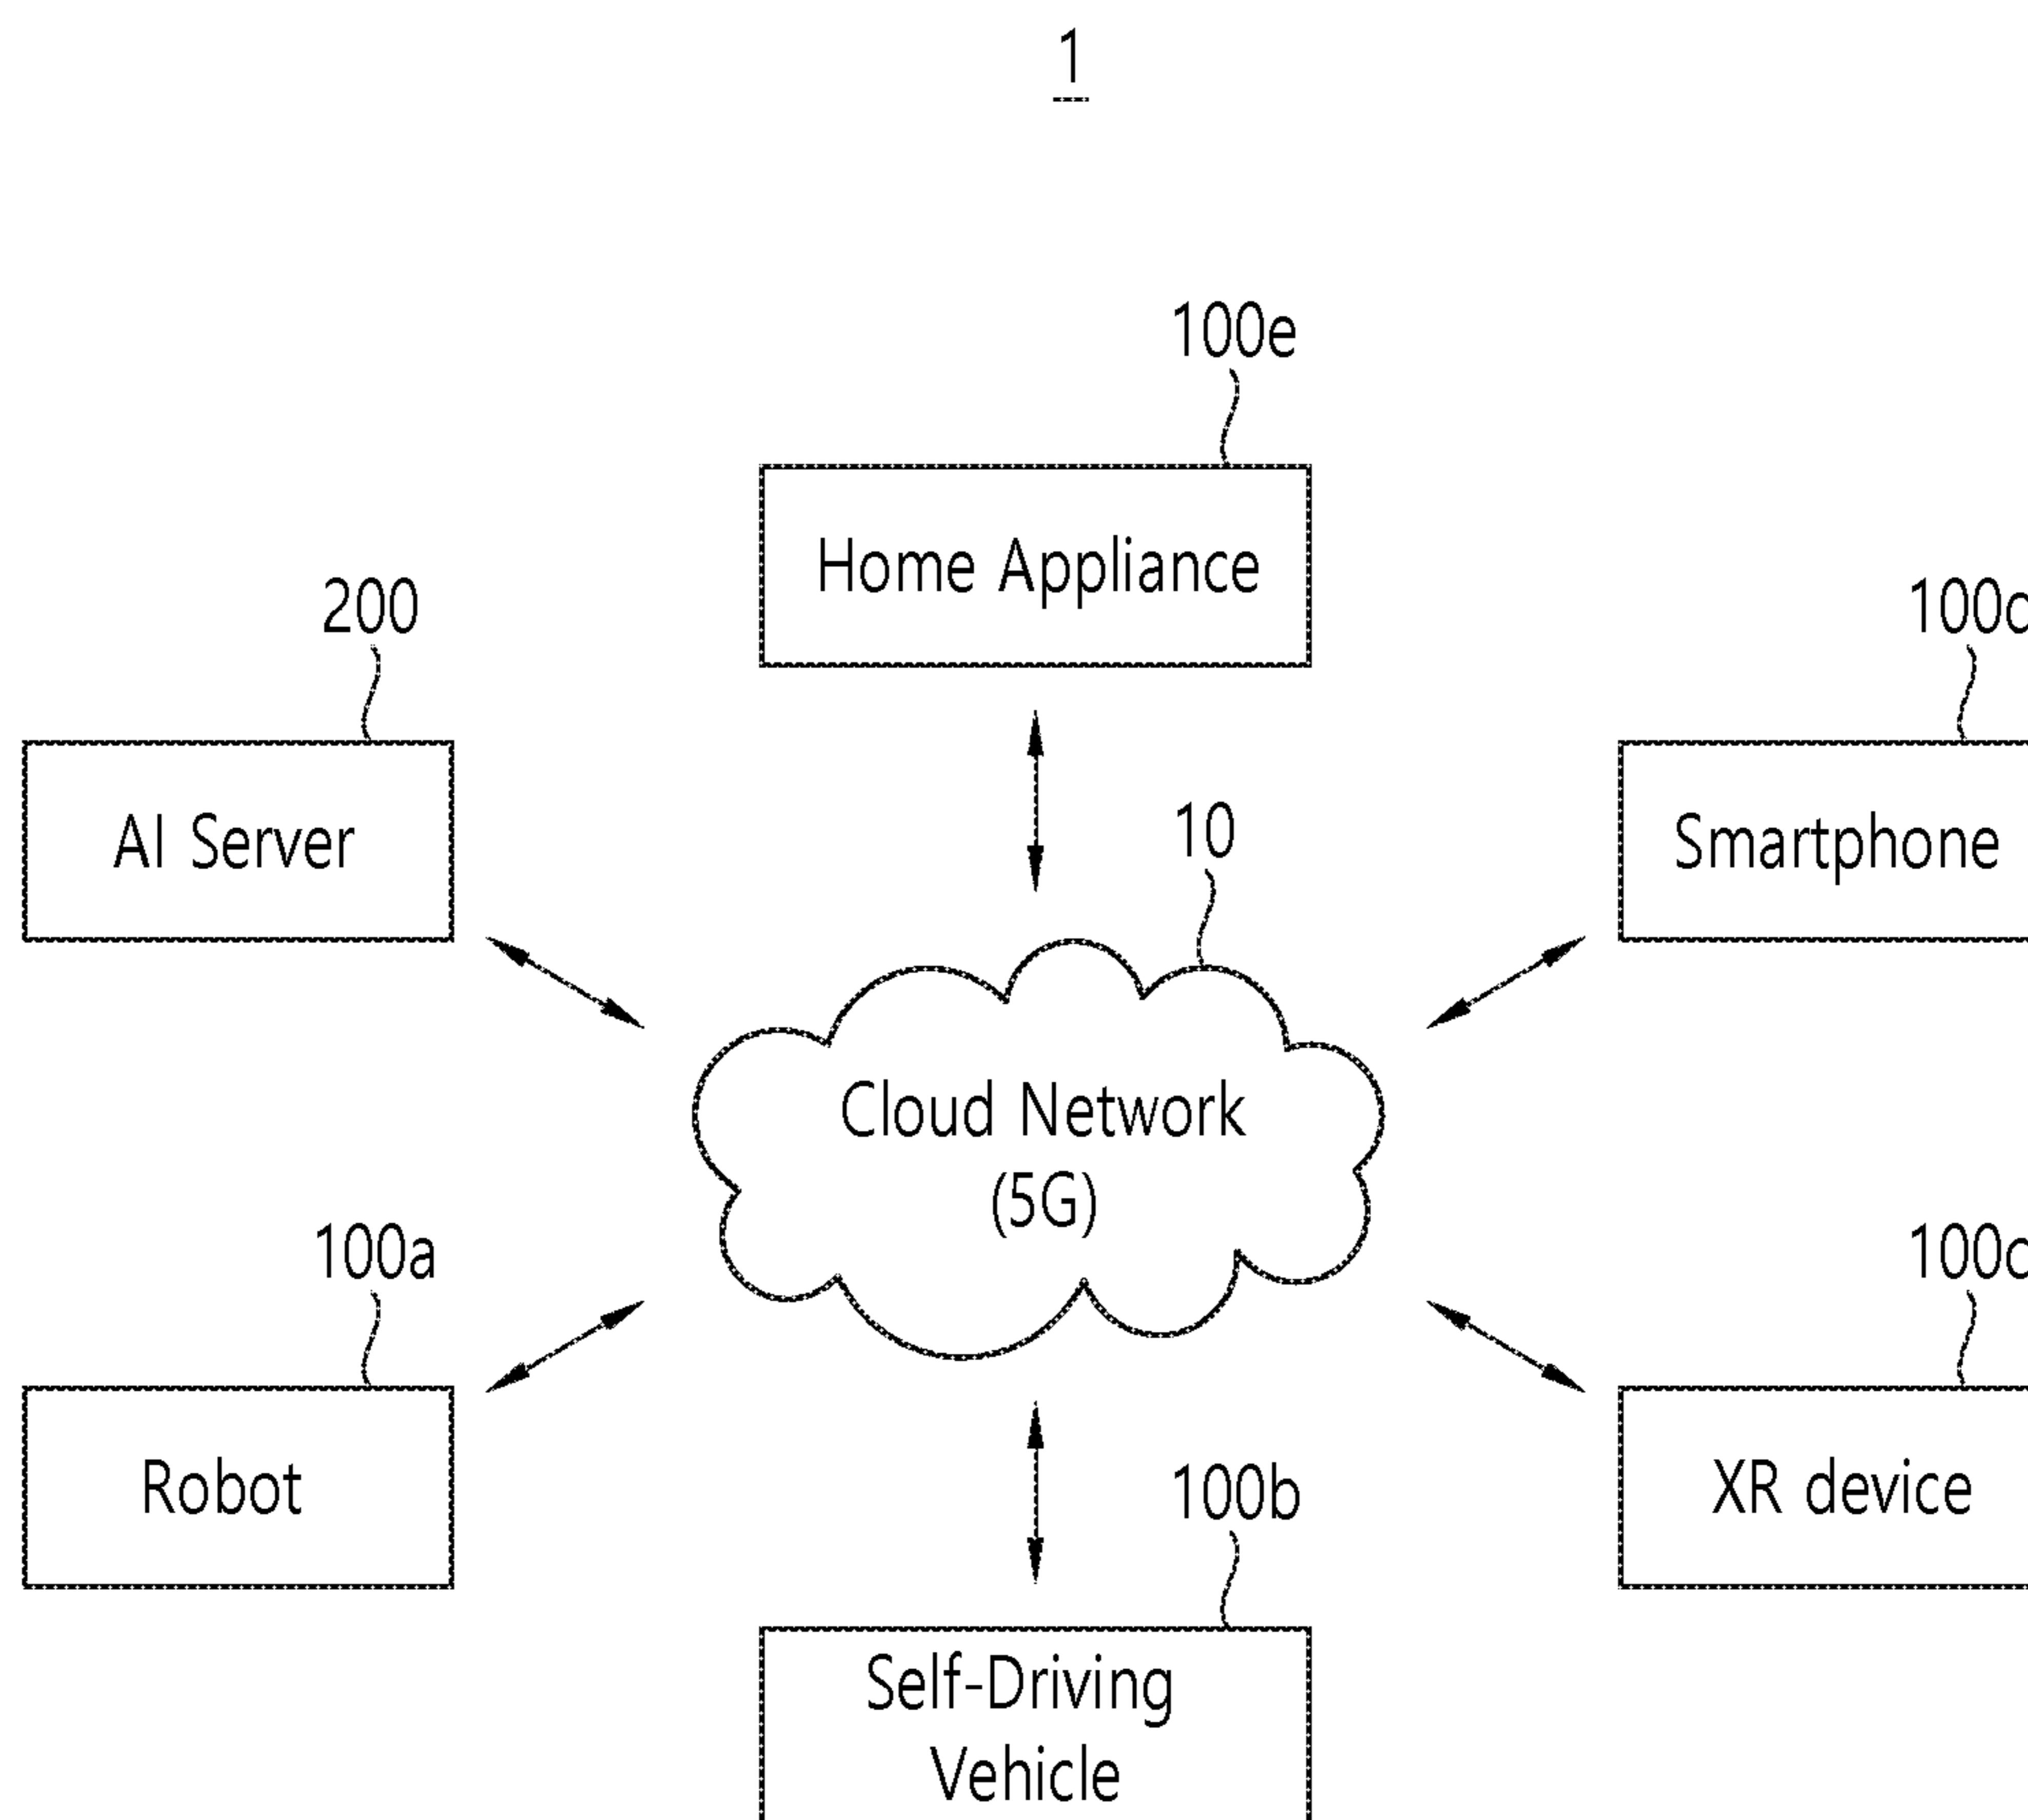 1
100e
Home Appliance
200
AI Server
Smartphone
10
Cloud Network
(5G)
100a
Robot
XR device
100b
Self-Driving
Vehicle